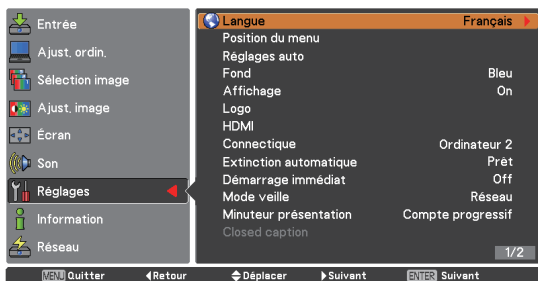 Entrée
Ajust. ordin.
Sélection image
Ajust. image
Écran
Son
Réglages
Information
Réseau
Langue Français
Position du menu
Réglages auto
Fond Bleu
Affichage On
Logo
HDMI
Connectique Ordinateur 2
Extinction automatique Prêt
Démarrage immédiat Off
Mode veille Réseau
Minuteur présentation Compte progressif
Closed caption
1/2
MENU Quitter Retour Déplacer Suivant ENTER Suivant